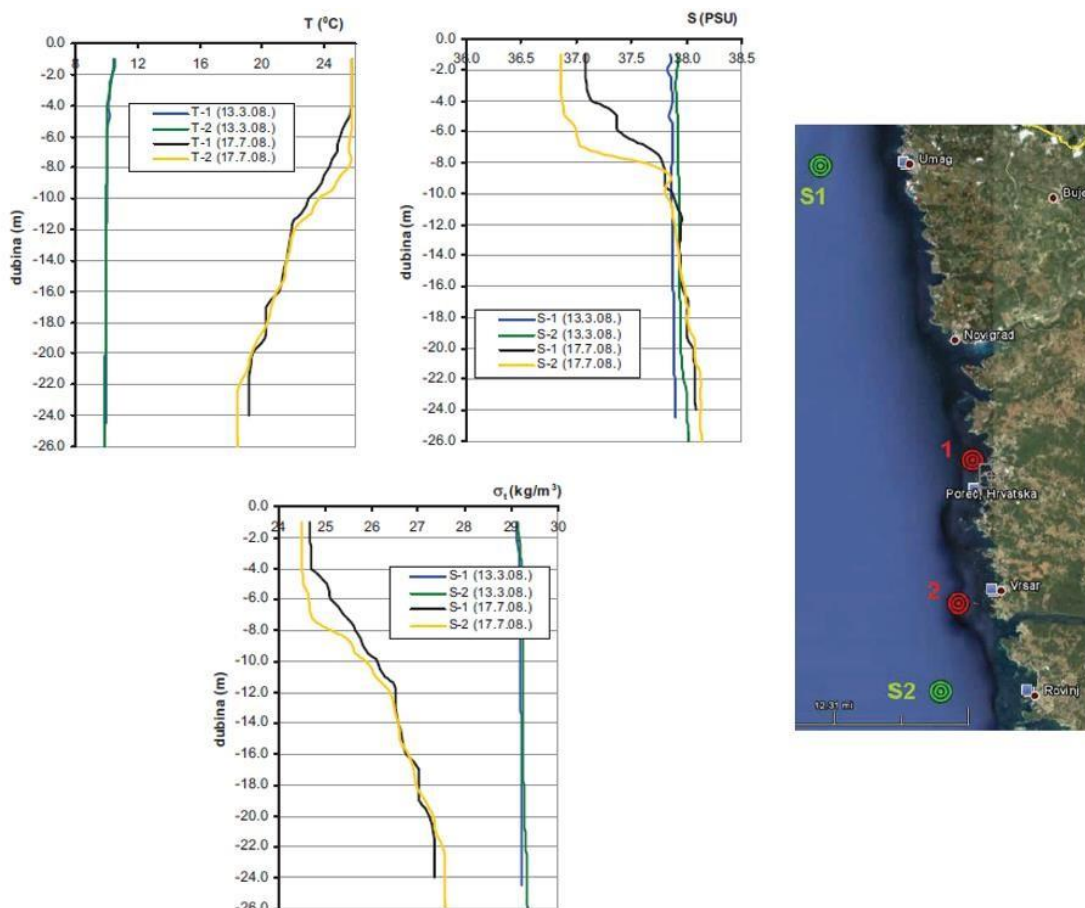 T (⁰C)
8 12 16 20 24
0.0
-2.0
-4.0
-6.0
-8.0
-10.0
-12.0
-14.0
-16.0
-18.0
-20.0
-22.0
-24.0
-26.0
dubina (m)
T-1 (13.3.08.)
T-2 (13.3.08.)
T-1 (17.7.08.)
T-2 (17.7.08.)
S (PSU)
36.0 36.5 37.0 37.5 38.0 38.5
0.0
-2.0
-4.0
-6.0
-8.0
-10.0
-12.0
-14.0
-16.0
-18.0
-20.0
-22.0
-24.0
-26.0
dubina (m)
S-1 (13.3.08.)
S-2 (13.3.08.)
S-1 (17.7.08.)
S-2 (17.7.08.)
σt (kg/m³)
24 25 26 27 28 29 30
0.0
-2.0
-4.0
-6.0
-8.0
-10.0
-12.0
-14.0
-16.0
-18.0
-20.0
-22.0
-24.0
-26.0
dubina (m)
S-1 (13.3.08.)
S-2 (13.3.08.)
S-1 (17.7.08.)
S-2 (17.7.08.)
Umag
S1
Buje
Novigrad
1
Poreč, Hrvatska
Vrsar
2
S2
Rovinj
12.31 mi